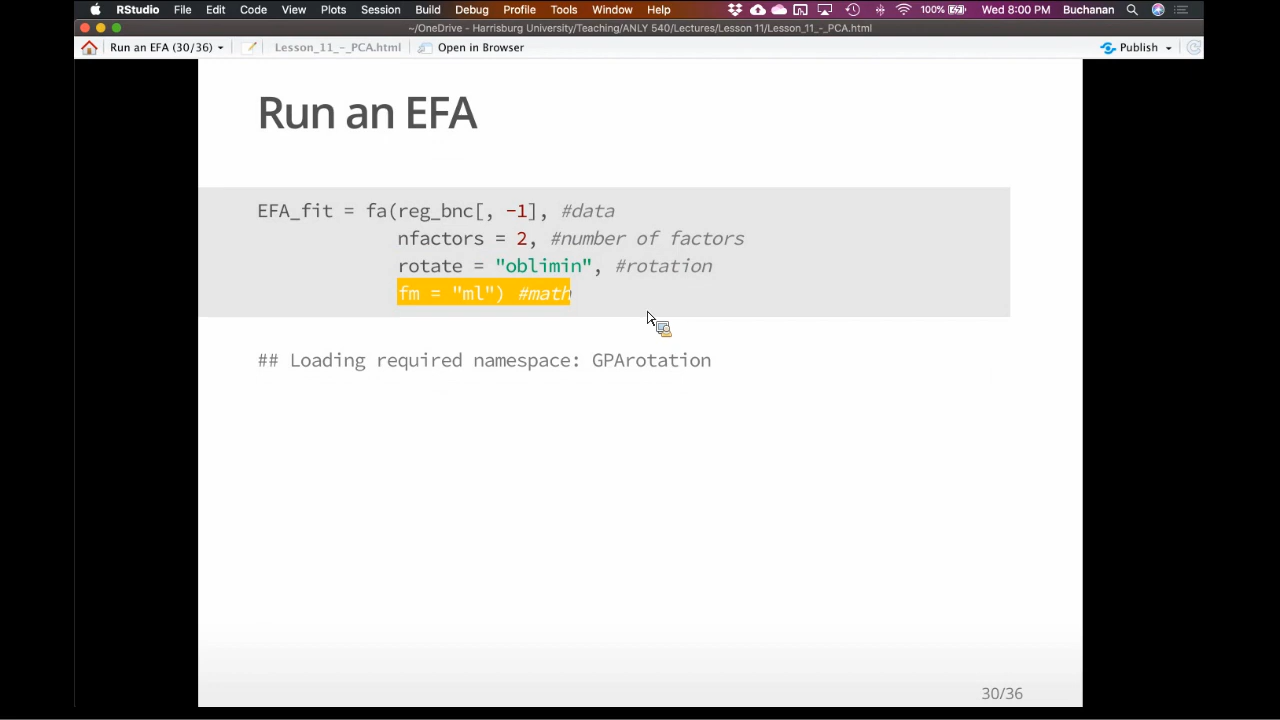 RStudio File Edit Code View Plots Session Build Debug Profile Tools Window Help 100% Wed 8:00 PM Buchanan
~/OneDrive - Harrisburg University/Teaching/ANLY 540/Lectures/Lesson 11/Lesson_11_-_PCA.html
Run an EFA (30/36) Lesson_11_-_PCA.html Open in Browser Publish
Run an EFA
EFA_fit = fa(reg_bnc[, -1], #data
nfactors = 2, #number of factors
rotate = "oblimin", #rotation
fm = "ml") #math
## Loading required namespace: GPArotation
30/36